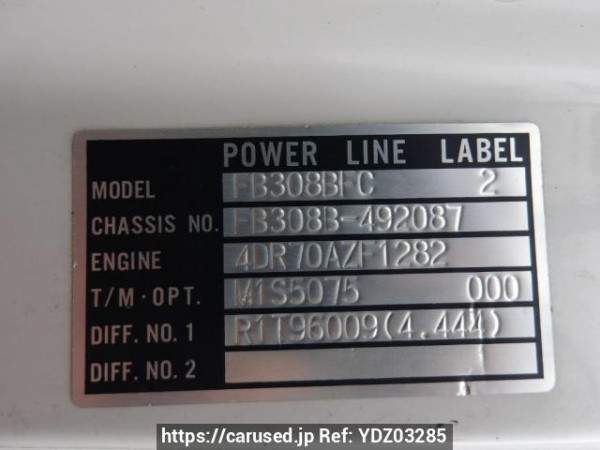 POWER LINE LABEL
MODEL FB308BFC 2
CHASSIS NO. FB308B-492087
ENGINE 4DR70AZF1282
T/M·OPT. M1S5075 000
DIFF. NO. 1 R1T96009(4.444)
DIFF. NO. 2
https://carused.jp Ref: YDZ03285